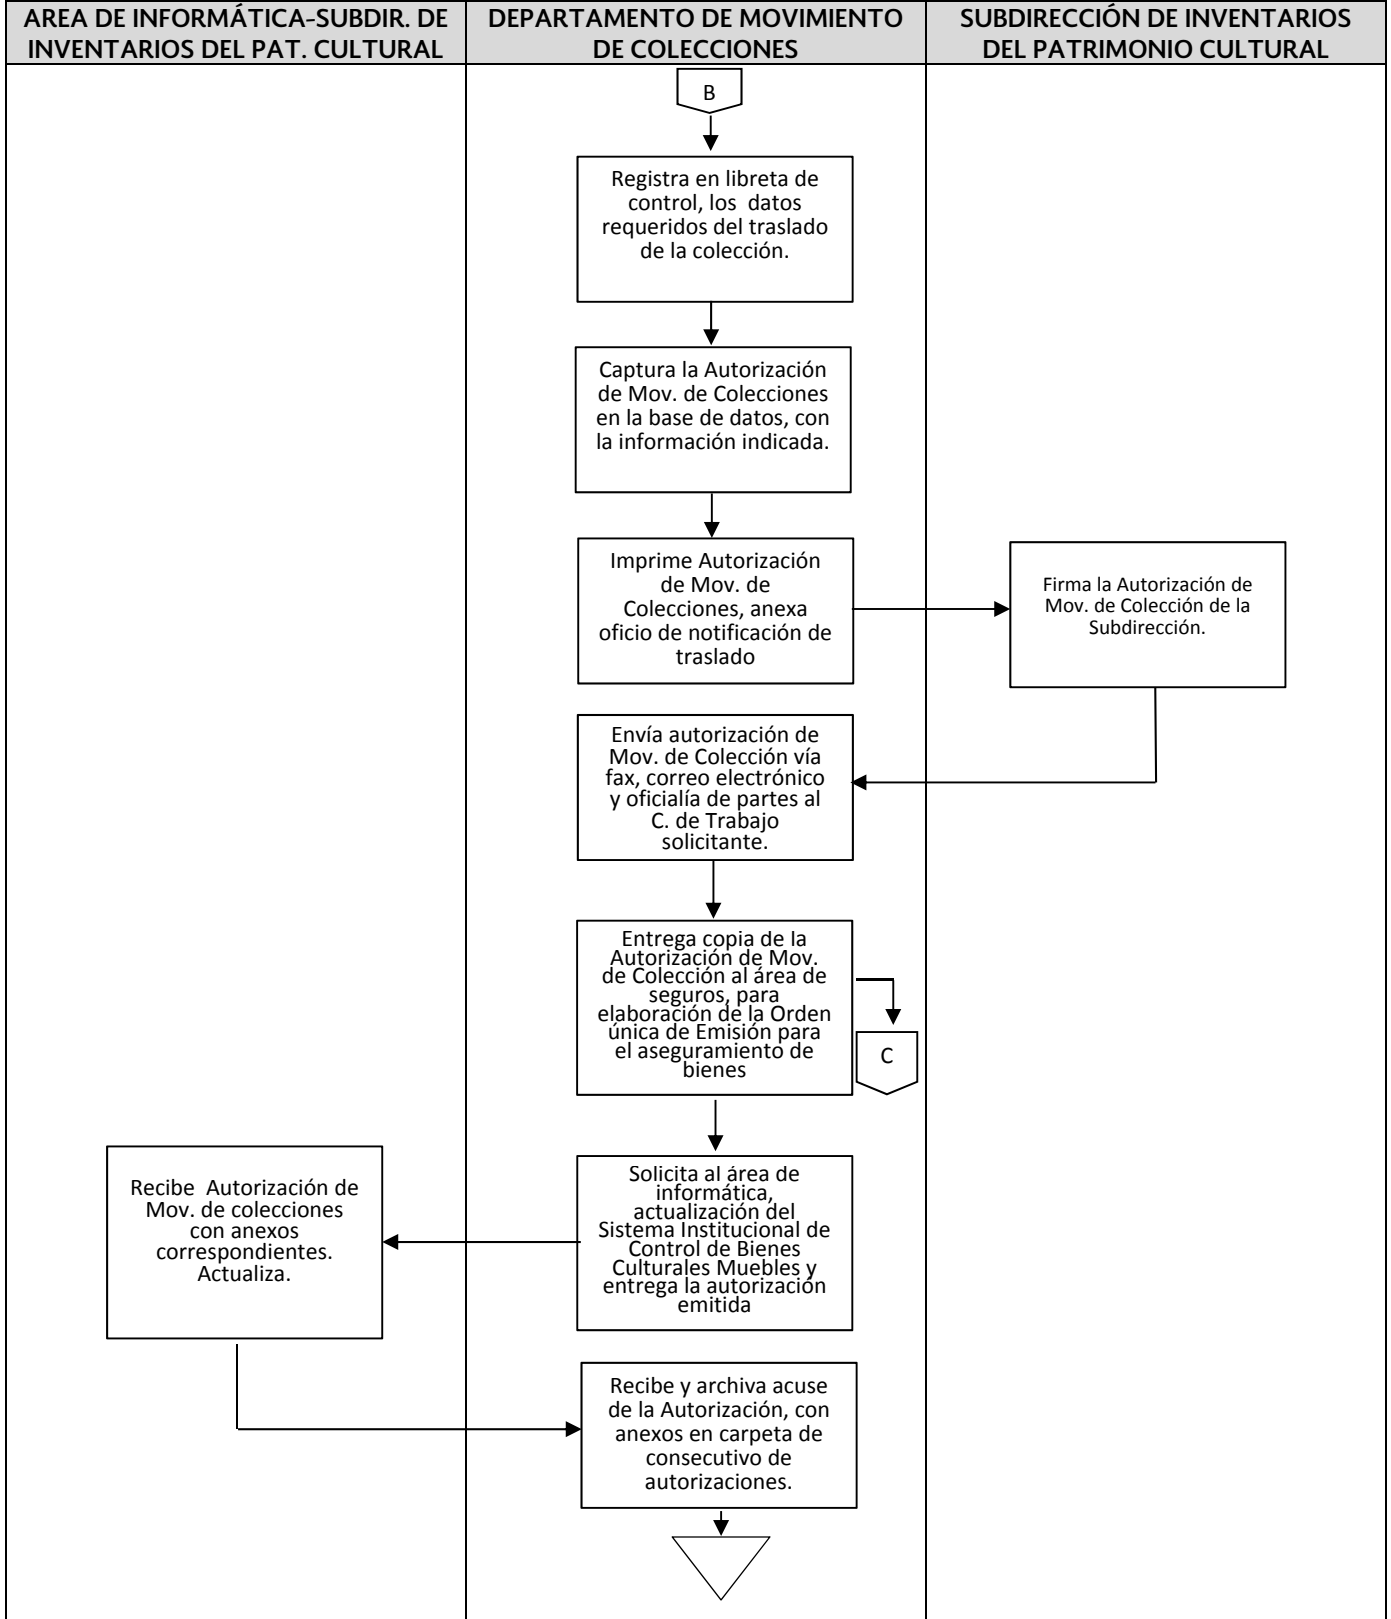 AREA DE INFORMÁTICA-SUBDIR. DE
INVENTARIOS DEL PAT. CULTURAL
DEPARTAMENTO DE MOVIMIENTO
DE COLECCIONES
SUBDIRECCIÓN DE INVENTARIOS
DEL PATRIMONIO CULTURAL
B
Registra en libreta de
control, los datos
requeridos del traslado
de la colección.
Captura la Autorización
de Mov. de Colecciones
en la base de datos, con
la información indicada.
Imprime Autorización
de Mov. de
Colecciones, anexa
oficio de notificación de
traslado
Firma la Autorización de
Mov. de Colección de la
Subdirección.
Envía autorización de
Mov. de Colección vía
fax, correo electrónico
y oficialía de partes al
C. de Trabajo
solicitante.
Entrega copia de la
Autorización de Mov.
de Colección al área de
seguros, para
elaboración de la Orden
única de Emisión para
el aseguramiento de
bienes
C
Solicita al área de
informática,
actualización del
Sistema Institucional de
Control de Bienes
Culturales Muebles y
entrega la autorización
emitida
Recibe Autorización de
Mov. de colecciones
con anexos
correspondientes.
Actualiza.
Recibe y archiva acuse
de la Autorización, con
anexos en carpeta de
consecutivo de
autorizaciones.